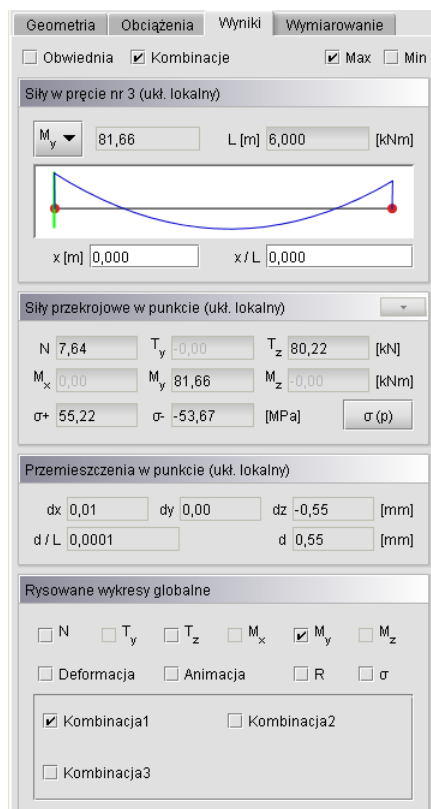 Geometria Obciążenia Wyniki Wymiarowanie
Obwiednia Kombinacje Max Min
Siły w pręcie nr 3 (ukł. lokalny)
My 81,66 L [m] 6,000 [kNm]
x [m] 0,000 x / L 0,000
Siły przekrojowe w punkcie (ukł. lokalny)
N 7,64 Ty -0,00 Tz 80,22 [kN]
Mx 0,00 My 81,66 Mz -0,00 [kNm]
σ+ 55,22 σ- -53,67 [MPa] σ (p)
Przemieszczenia w punkcie (ukł. lokalny)
dx 0,01 dy 0,00 dz -0,55 [mm]
d / L 0,0001 d 0,55 [mm]
Rysowane wykresy globalne
N Ty Tz Mx My Mz
Deformacja Animacja R σ
Kombinacja1 Kombinacja2
Kombinacja3